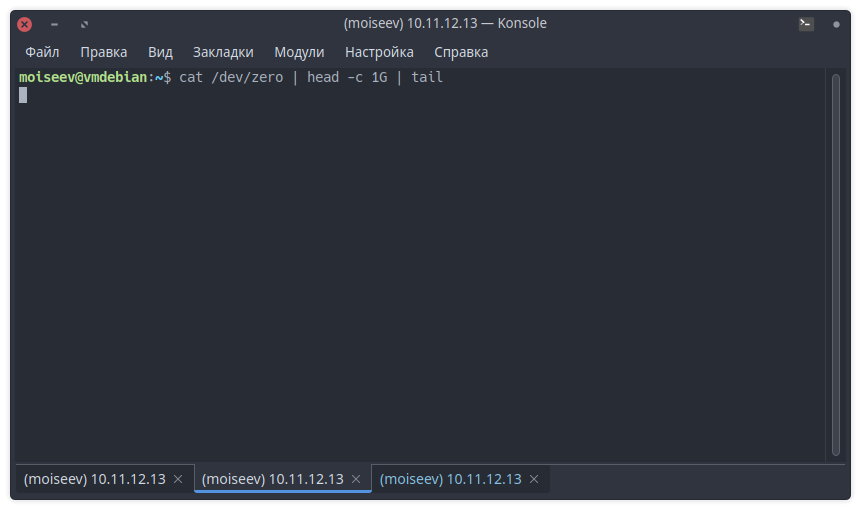 (moiseev) 10.11.12.13 — Konsole
Файл Правка Вид Закладки Модули Настройка Справка
moiseev@vmdebian:~$ cat /dev/zero | head -c 1G | tail
(moiseev) 10.11.12.13 (moiseev) 10.11.12.13 (moiseev) 10.11.12.13